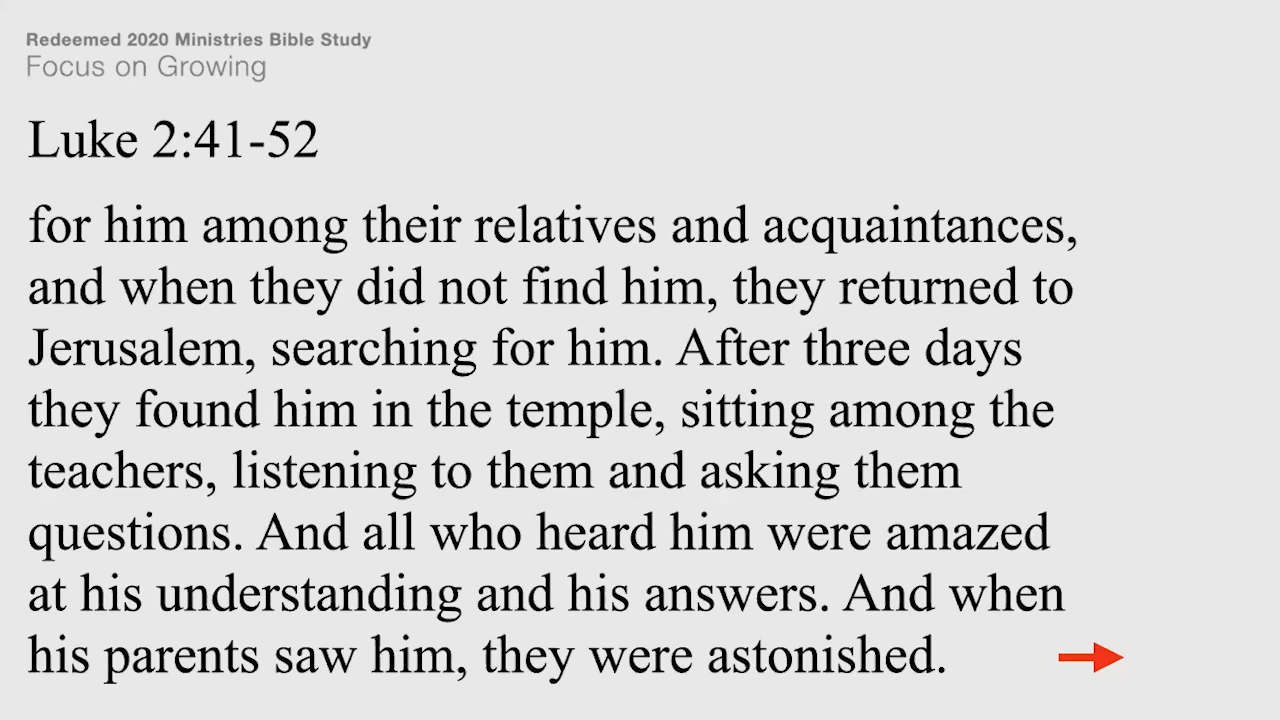 Redeemed 2020 Ministries Bible Study
Focus on Growing
Luke 2:41-52
for him among their relatives and acquaintances,
and when they did not find him, they returned to
Jerusalem, searching for him. After three days
they found him in the temple, sitting among the
teachers, listening to them and asking them
questions. And all who heard him were amazed
at his understanding and his answers. And when
his parents saw him, they were astonished.